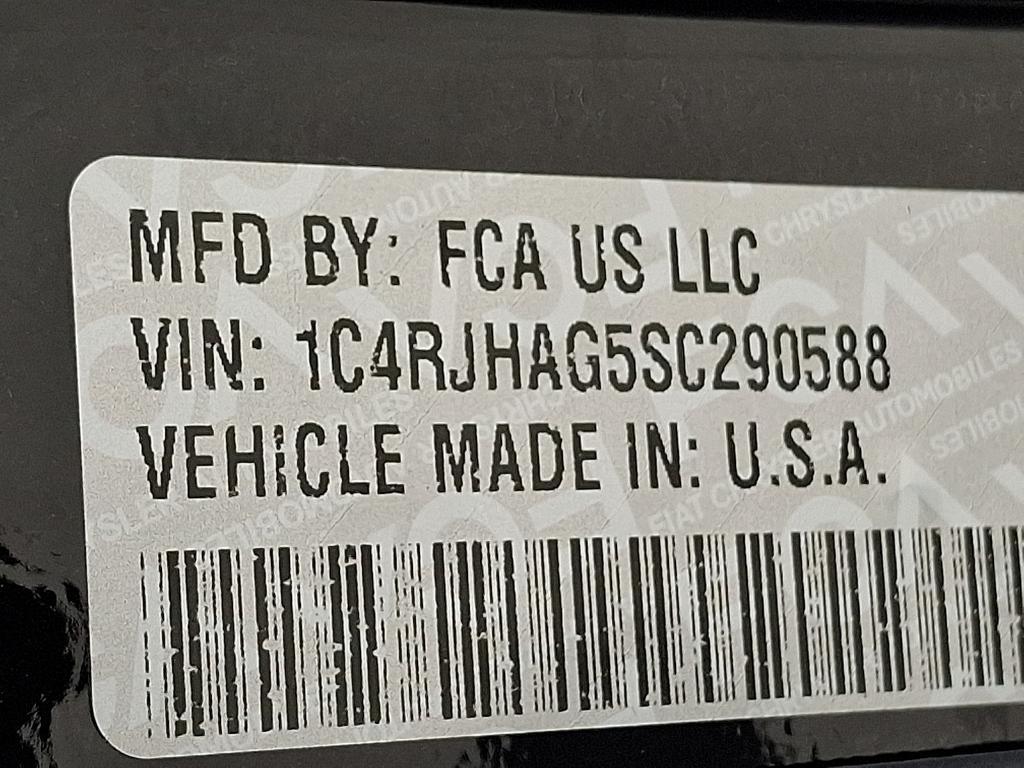 MFD BY: FCA US LLC
VIN: 1C4RJHAG5SC290588
VEHICLE MADE IN: U.S.A.